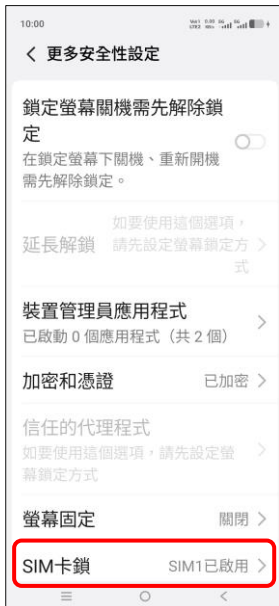 10:00
更多安全性設定
鎖定螢幕關機需先解除鎖
定
在鎖定螢幕下關機、重新開機
需先解除鎖定。
延長解鎖
如要使用這個選項，
請先設定螢幕鎖定方
式
裝置管理員應用程式
已啟動 0 個應用程式（共 2 個）
加密和憑證 已加密
信任的代理程式
如要使用這個選項，請先設定螢
幕鎖定方式
螢幕固定 關閉
SIM卡鎖 SIM1已啟用